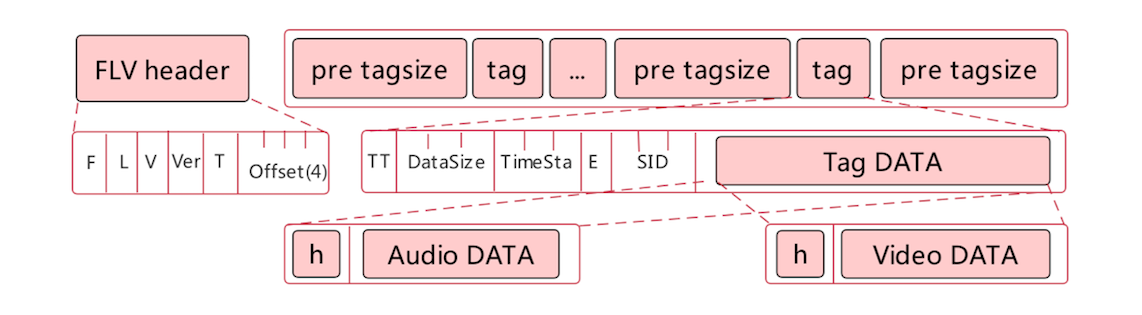 FLV header pre tagsize tag ... pre tagsize tag pre tagsize
F L V Ver T Offset(4) TT DataSize TimeSta E SID Tag DATA
h Audio DATA h Video DATA